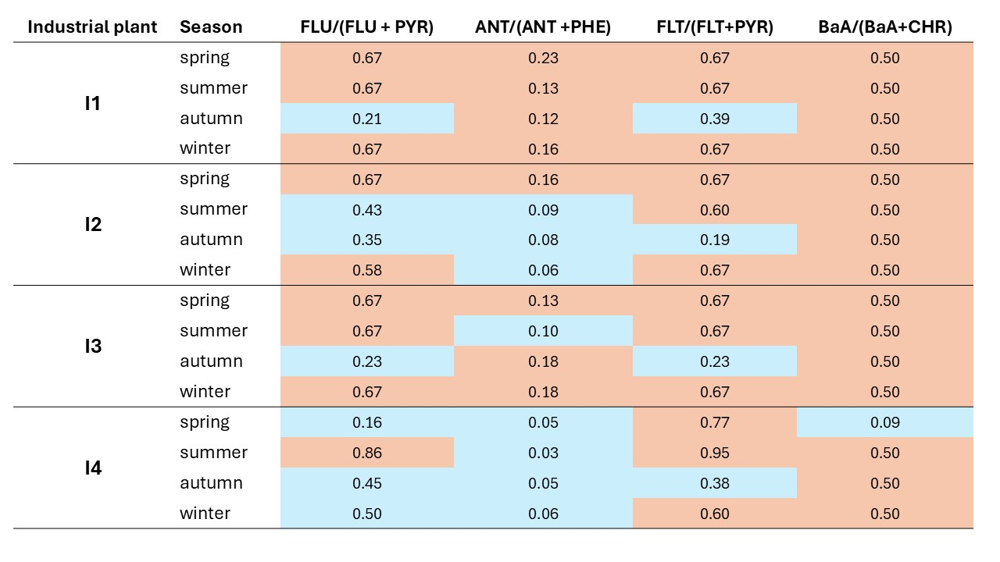 Industrial plant Season FLU/(FLU + PYR) ANT/(ANT +PHE) FLT/(FLT+PYR) BaA/(BaA+CHR)
I1
spring 0.67 0.23 0.67 0.50
summer 0.67 0.13 0.67 0.50
autumn 0.21 0.12 0.39 0.50
winter 0.67 0.16 0.67 0.50
I2
spring 0.67 0.16 0.67 0.50
summer 0.43 0.09 0.60 0.50
autumn 0.35 0.08 0.19 0.50
winter 0.58 0.06 0.67 0.50
I3
spring 0.67 0.13 0.67 0.50
summer 0.67 0.10 0.67 0.50
autumn 0.23 0.18 0.23 0.50
winter 0.67 0.18 0.67 0.50
I4
spring 0.16 0.05 0.77 0.09
summer 0.86 0.03 0.95 0.50
autumn 0.45 0.05 0.38 0.50
winter 0.50 0.06 0.60 0.50